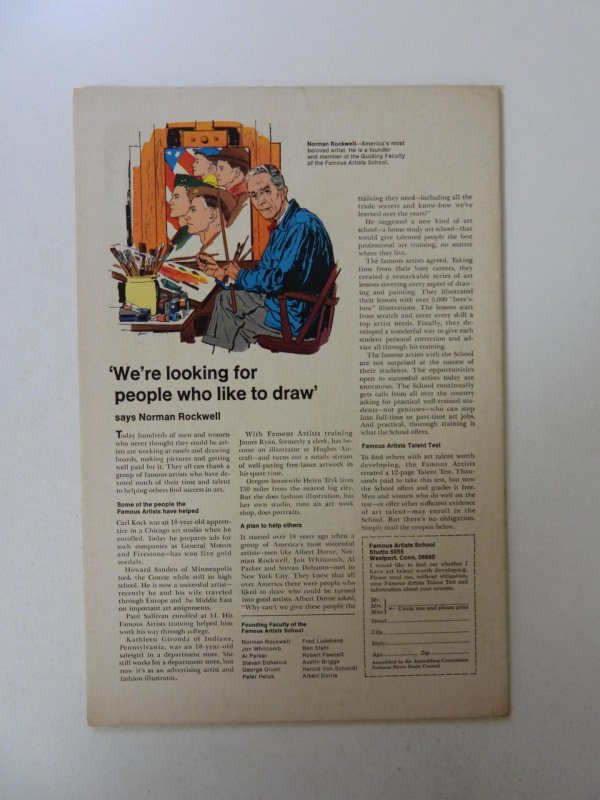 Norman Rockwell—America's most
beloved artist. He is a founder
and member of the Guiding Faculty
of the Famous Artists School.
'We're looking for
people who like to draw'
says Norman Rockwell
Today hundreds of men and women
who never thought they could be art-
ists are working at easels and drawing
boards, making pictures and getting
well paid for it. They all can thank a
group of famous artists who have de-
voted much of their time and talent
to helping others find success in art.
Some of the people the
Famous Artists have helped
Carl Kock was an 18-year-old appren-
tice in a Chicago art studio when he
enrolled. Today he prepares ads for
such companies as General Motors
and Firestone—has won five gold
medals.
Howard Sanden of Minneapolis
took the Course while still in high
school. He is now a successful artist—
recently he and his wife traveled
through Europe and the Middle East
on important art assignments.
Paul Sullivan enrolled at 14. His
Famous Artists training helped him
work his way through college.
Kathleen Gironda of Indiana,
Pennsylvania, was an 18-year-old
salesgirl in a department store. She
still works for a department store, but
now it's as an advertising artist and
fashion illustrator.
With Famous Artists training
James Ryan, formerly a clerk, has be-
come an illustrator at Hughes Air-
craft—and turns out a steady stream
of well-paying free-lance artwork in
his spare time.
Oregon housewife Helen Tryk lives
150 miles from the nearest big city.
But she does fashion illustration, has
her own studio, runs an art work
shop, does portraits.
A plan to help others
It started over 18 years ago when a
group of America's most successful
artists—men like Albert Dorne, Nor-
man Rockwell, Jon Whitcomb, Al
Parker and Stevan Dohanos—met in
New York City. They knew that all
over America there were people who
liked to draw who could be turned
into good artists. Albert Dorne asked,
"Why can't we give these people the
Founding Faculty of the
Famous Artists School
Norman Rockwell
Jon Whitcomb
Al Parker
Stevan Dohanos
George Giusti
Peter Helck
Fred Ludekens
Ben Stahl
Robert Fawcett
Austin Briggs
Harold Von Schmidt
Albert Dorne
training they need—including all the
trade secrets and know-how we've
learned over the years?"
He suggested a new kind of art
school—a home study art school—that
would give talented people the best
professional art training, no matter
where they live.
The famous artists agreed. Taking
time from their busy careers, they
created a remarkable series of art
lessons covering every aspect of draw-
ing and painting. They illustrated
their lessons with over 5,000 "here's-
how" illustrations. The lessons start
from scratch and cover every skill a
top artist needs. Finally, they de-
veloped a wonderful way to give each
student personal correction and ad-
vice all through his training.
The famous artists with the School
are not surprised at the success of
their students. The opportunities
open to successful artists today are
enormous. The School continually
gets calls from all over the country
asking for practical well-trained stu-
dents—not geniuses—who can step
into full-time or part-time art jobs.
And practical, thorough training is
what the School offers.
Famous Artists Talent Test
To find others with art talent worth
developing, the Famous Artists
created a 12-page Talent Test. Thou-
sands paid to take this test, but now
the School offers and grades it free.
Men and women who do well on the
test—or offer other sufficient evidence
of art talent—may enroll in the
School. But there's no obligation.
Simply mail the coupon below.
Famous Artists School
Studio 5855
Westport, Conn. 06880
I would like to find out whether I
have art talent worth developing.
Please send me, without obligation,
your Famous Artists Talent Test and
information about your courses.
Mr.
Mrs.
Miss
Circle one and please print
Street
City
State
Age Zip
Accredited by the Accrediting Commission
National Home Study Council